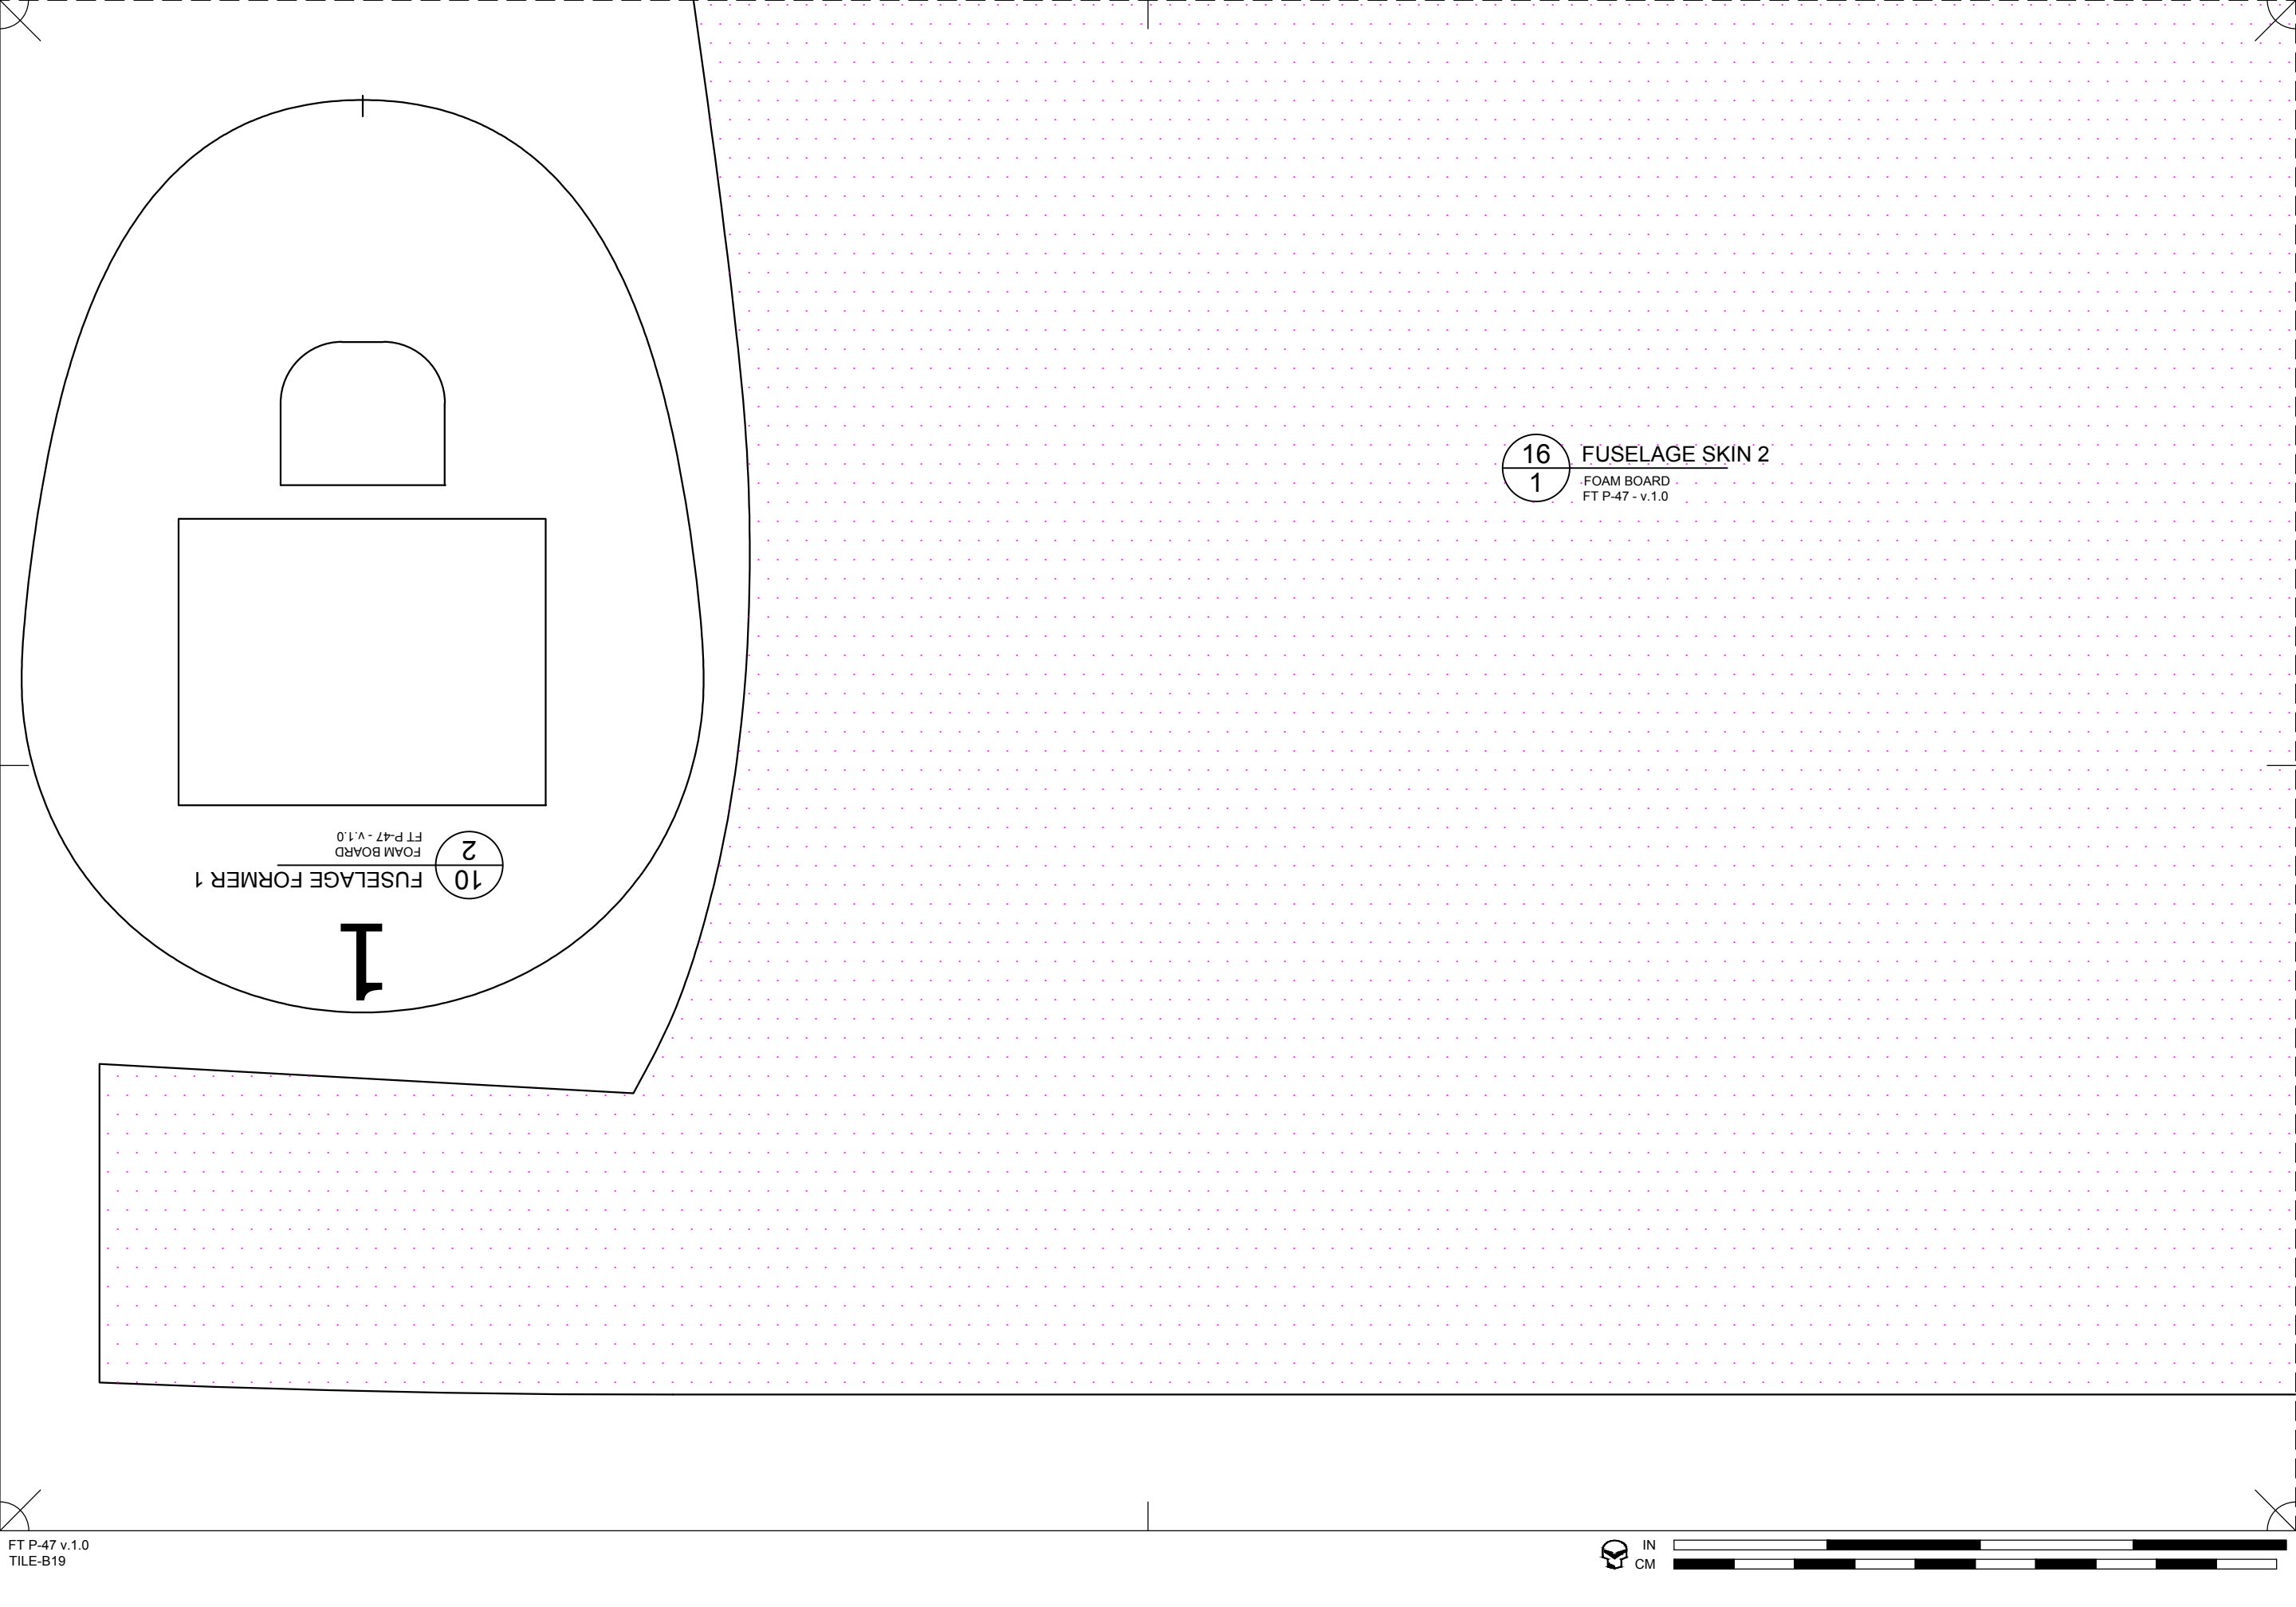 16
1
FUSELAGE SKIN 2
FOAM BOARD
FT P-47 - v.1.0
10
2
FUSELAGE FORMER 1
FOAM BOARD
FT P-47 - v.1.0
1
FT P-47 v.1.0
TILE-B19
IN
CM